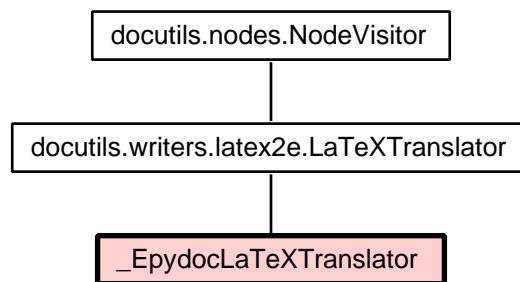 docutils.nodes.NodeVisitor
docutils.writers.latex2e.LaTeXTranslator
_EpydocLaTeXTranslator